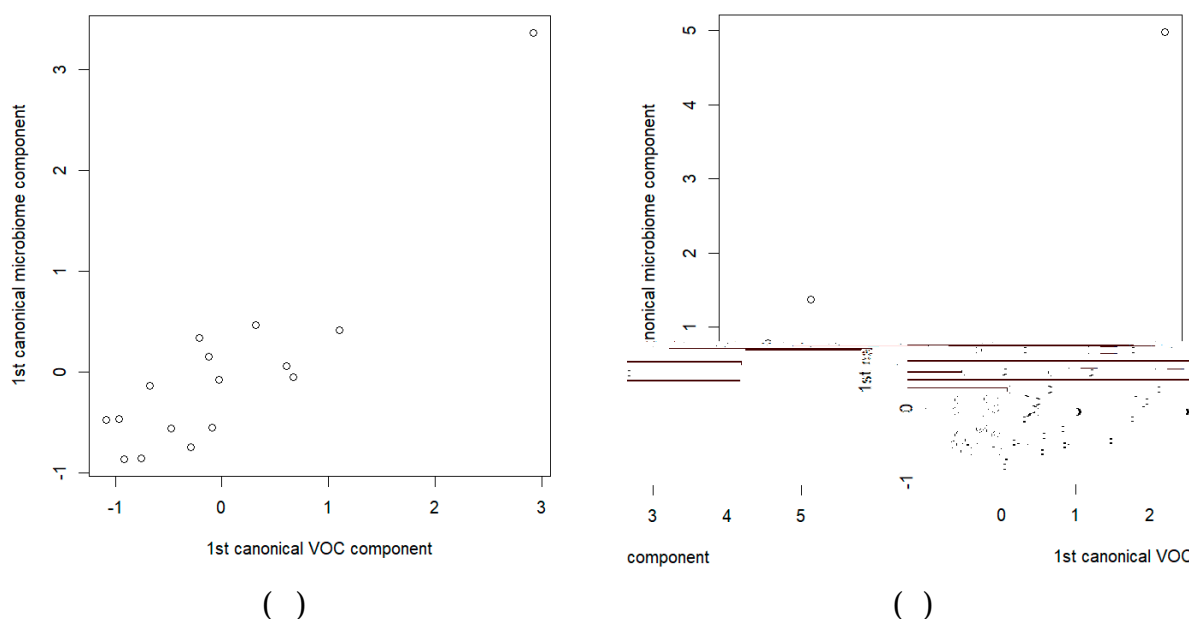 1st canonical microbiome component
3
2
1
0
-1
-1 0 1 2 3
1st canonical VOC component
( )
nonical microbiome component
5
4
3
2
1
1st
0
-1
3 4 5 0 1 2
component 1st canonical VOC
( )